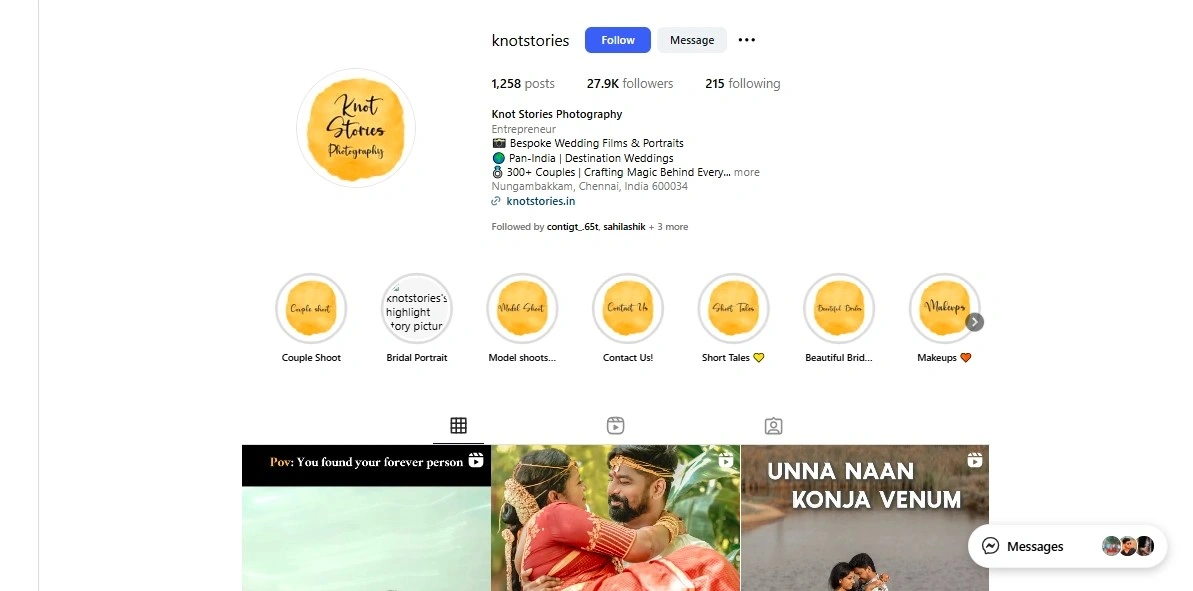 knotstories
Follow
Message
1,258 posts
27.9K followers
215 following
Knot Stories Photography
Knot
Stories
Photography
Entrepreneur
📸 Bespoke Wedding Films & Portraits
🌍 Pan-India | Destination Weddings
💍 300+ Couples | Crafting Magic Behind Every... more
Nungambakkam, Chennai, India 600034
knotstories.in
Followed by contigt_.65t, sahilashik + 3 more
Couple shoot
knotstories's
highlight
tory pictur
Model Shoot
Contact Us
Short Tales
Beautiful Brides
Makeups
Couple Shoot
Bridal Portrait
Model shoots...
Contact Us!
Short Tales 💛
Beautiful Brid...
Makeups ❤️
Pov: You found your forever person
UNNA NAAN
KONJA VENUM
Messages